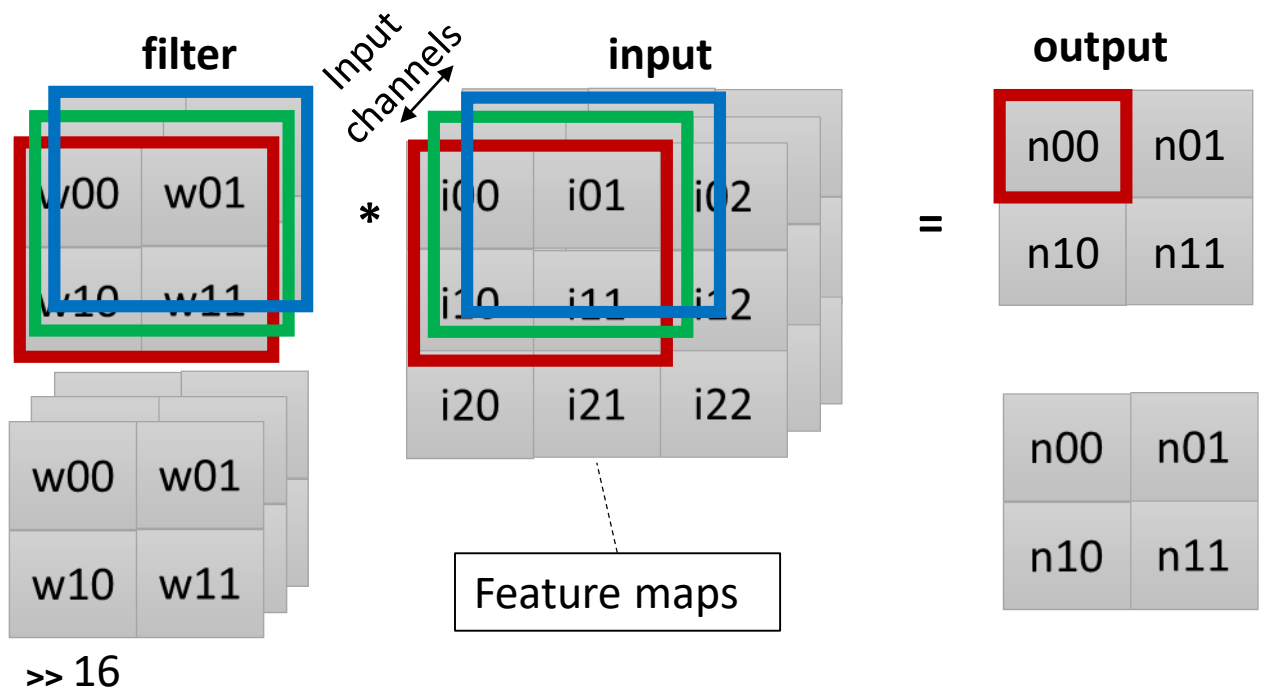 filter
Input
channels
input
output
w00 w01
w10 w11
*
i00 i01 i02
i10 i11 i12
i20 i21 i22
=
n00 n01
n10 n11
w00 w01
w10 w11
n00 n01
n10 n11
Feature maps
>> 16